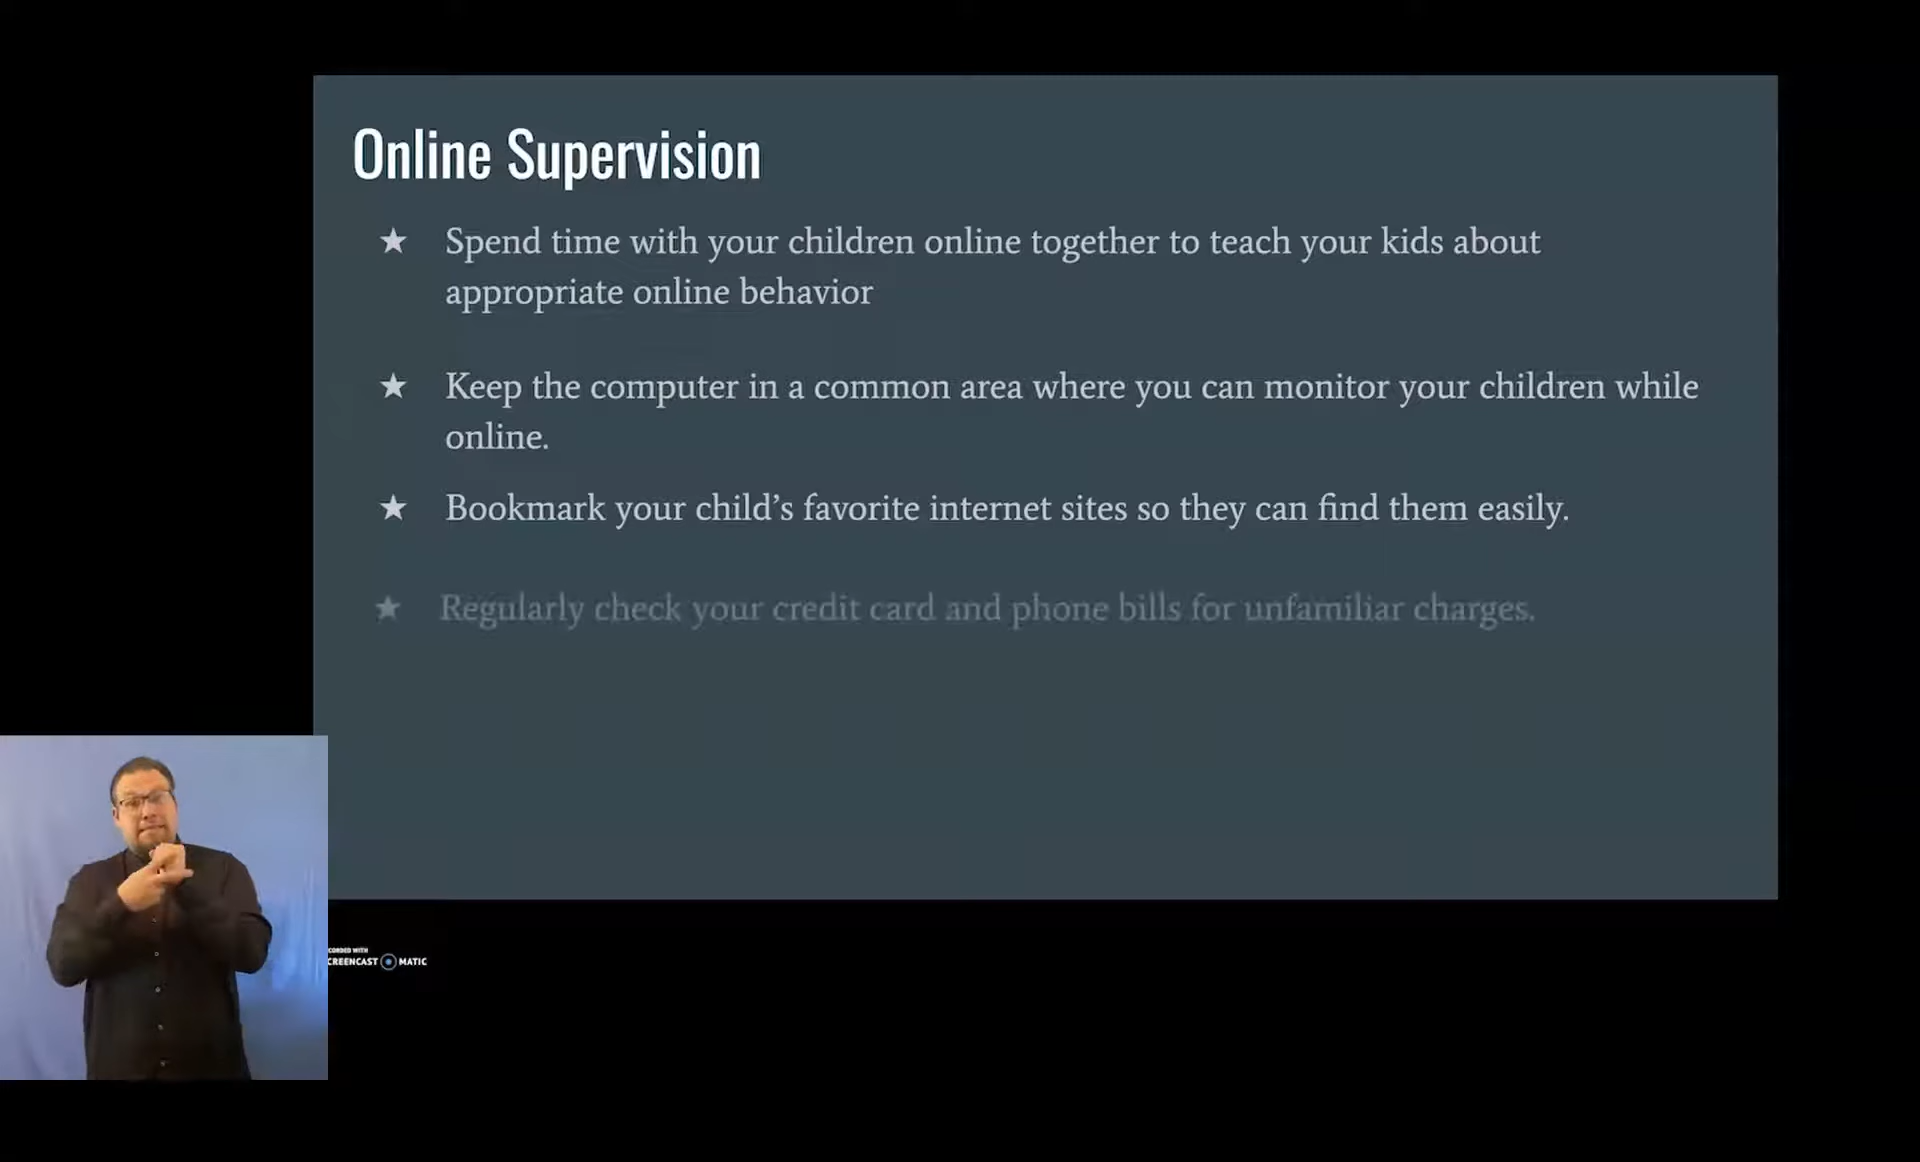 Online Supervision
★ Spend time with your children online together to teach your kids about
appropriate online behavior
★ Keep the computer in a common area where you can monitor your children while
online.
★ Bookmark your child’s favorite internet sites so they can find them easily.
★ Regularly check your credit card and phone bills for unfamiliar charges.
CORDED WITH
CREENCAST MATIC